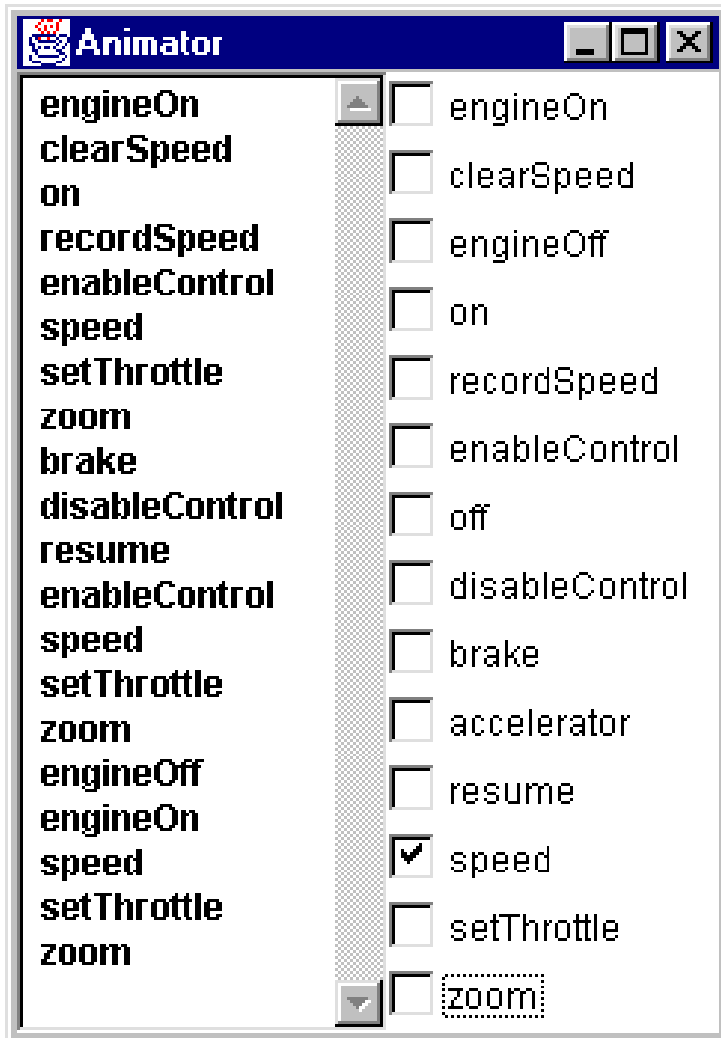 Animator
engineOn
clearSpeed
on
recordSpeed
enableControl
speed
setThrottle
zoom
brake
disableControl
resume
enableControl
speed
setThrottle
zoom
engineOff
engineOn
speed
setThrottle
zoom
engineOn
clearSpeed
engineOff
on
recordSpeed
enableControl
off
disableControl
brake
accelerator
resume
speed
setThrottle
zoom